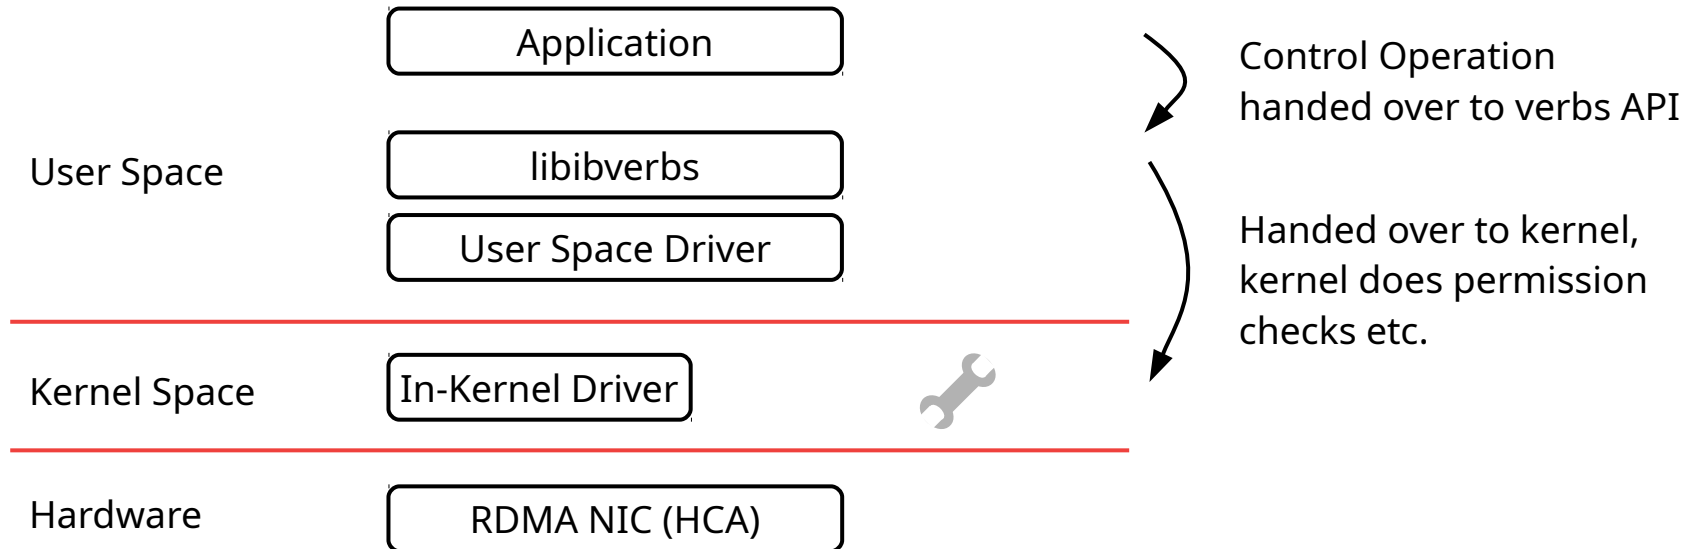 Application
Control Operation
handed over to verbs API
User Space
libibverbs
User Space Driver
Handed over to kernel,
kernel does permission
checks etc.
Kernel Space
In-Kernel Driver
Hardware
RDMA NIC (HCA)